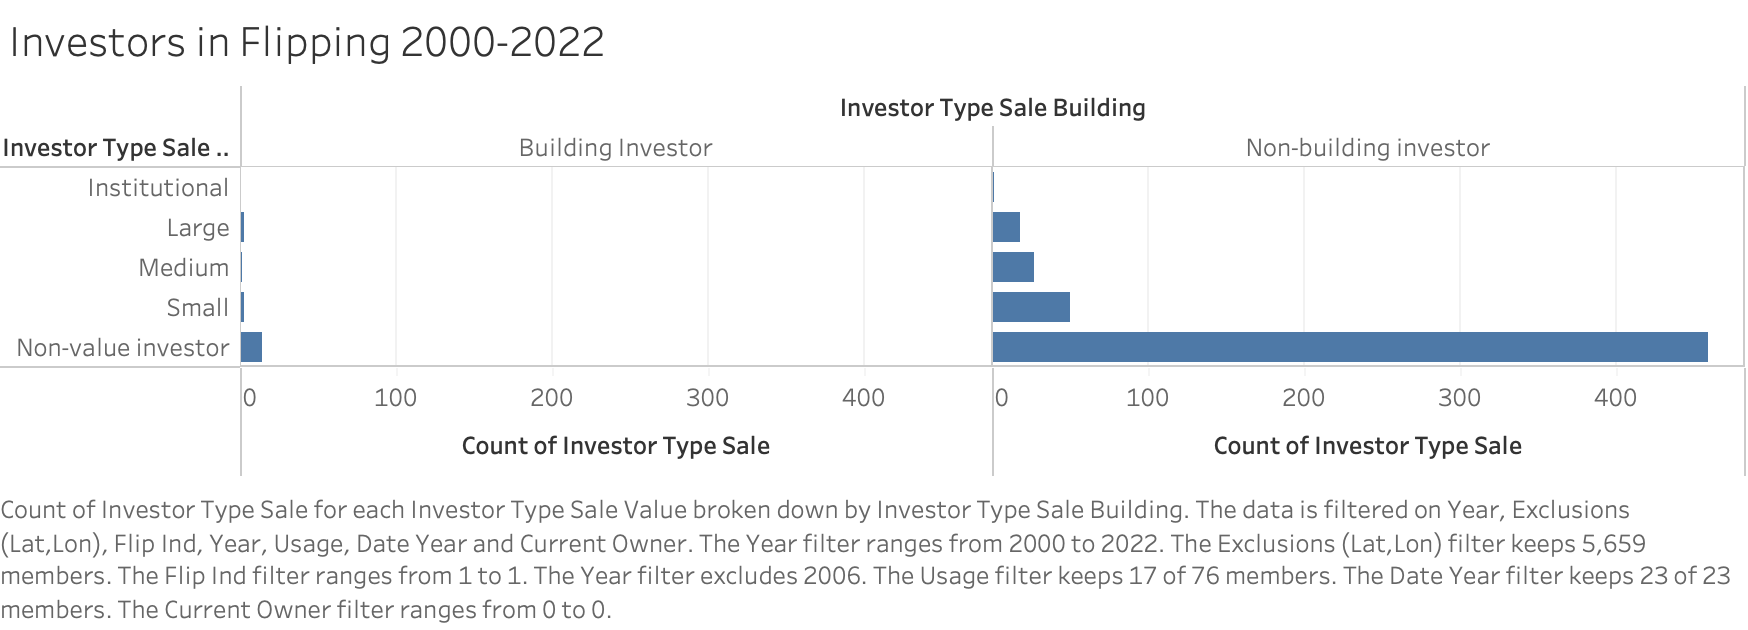 Investors in Flipping 2000-2022
Investor Type Sale Building
Investor Type Sale ..
Building Investor
Non-building investor
Institutional
Large
Medium
Small
Non-value investor
0 100 200 300 400
0 100 200 300 400
Count of Investor Type Sale
Count of Investor Type Sale
Count of Investor Type Sale for each Investor Type Sale Value broken down by Investor Type Sale Building. The data is filtered on Year, Exclusions
(Lat,Lon), Flip Ind, Year, Usage, Date Year and Current Owner. The Year filter ranges from 2000 to 2022. The Exclusions (Lat,Lon) filter keeps 5,659
members. The Flip Ind filter ranges from 1 to 1. The Year filter excludes 2006. The Usage filter keeps 17 of 76 members. The Date Year filter keeps 23 of 23
members. The Current Owner filter ranges from 0 to 0.